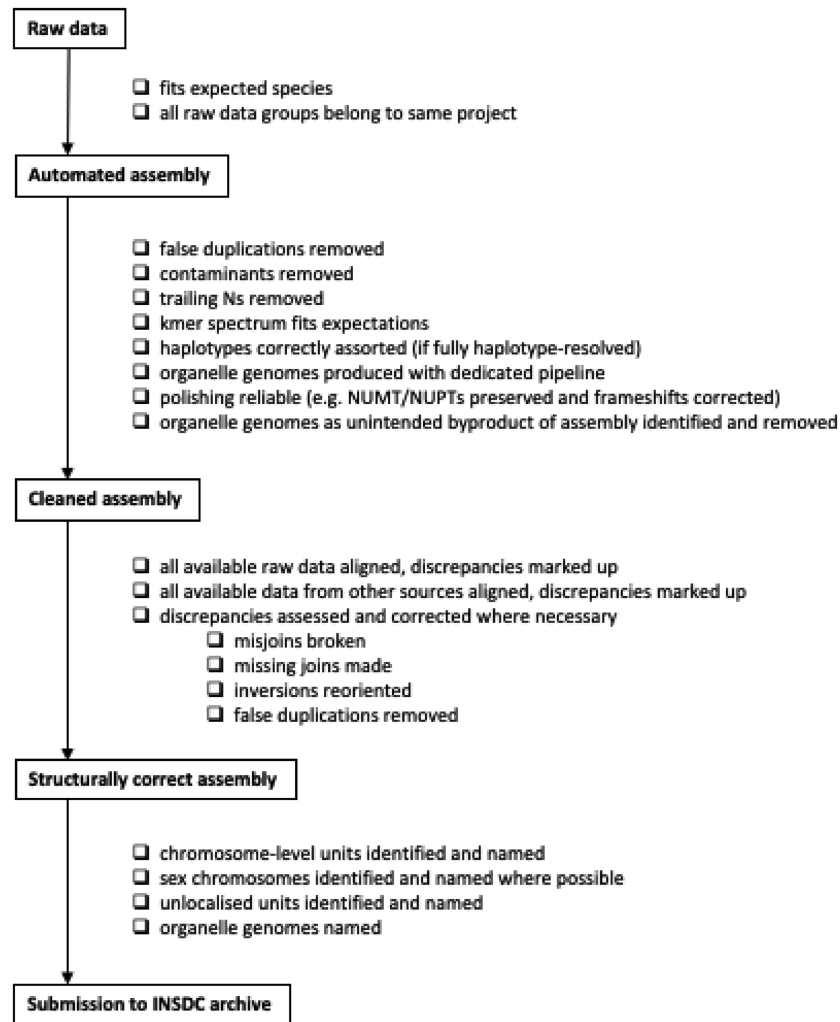 Raw data
❑ fits expected species
❑ all raw data groups belong to same project
Automated assembly
❑ false duplications removed
❑ contaminants removed
❑ trailing Ns removed
❑ kmer spectrum fits expectations
❑ haplotypes correctly assorted (if fully haplotype-resolved)
❑ organelle genomes produced with dedicated pipeline
❑ polishing reliable (e.g. NUMT/NUPTs preserved and frameshifts corrected)
❑ organelle genomes as unintended byproduct of assembly identified and removed
Cleaned assembly
❑ all available raw data aligned, discrepancies marked up
❑ all available data from other sources aligned, discrepancies marked up
❑ discrepancies assessed and corrected where necessary
❑ misjoins broken
❑ missing joins made
❑ inversions reoriented
❑ false duplications removed
Structurally correct assembly
❑ chromosome-level units identified and named
❑ sex chromosomes identified and named where possible
❑ unlocalised units identified and named
❑ organelle genomes named
Submission to INSDC archive